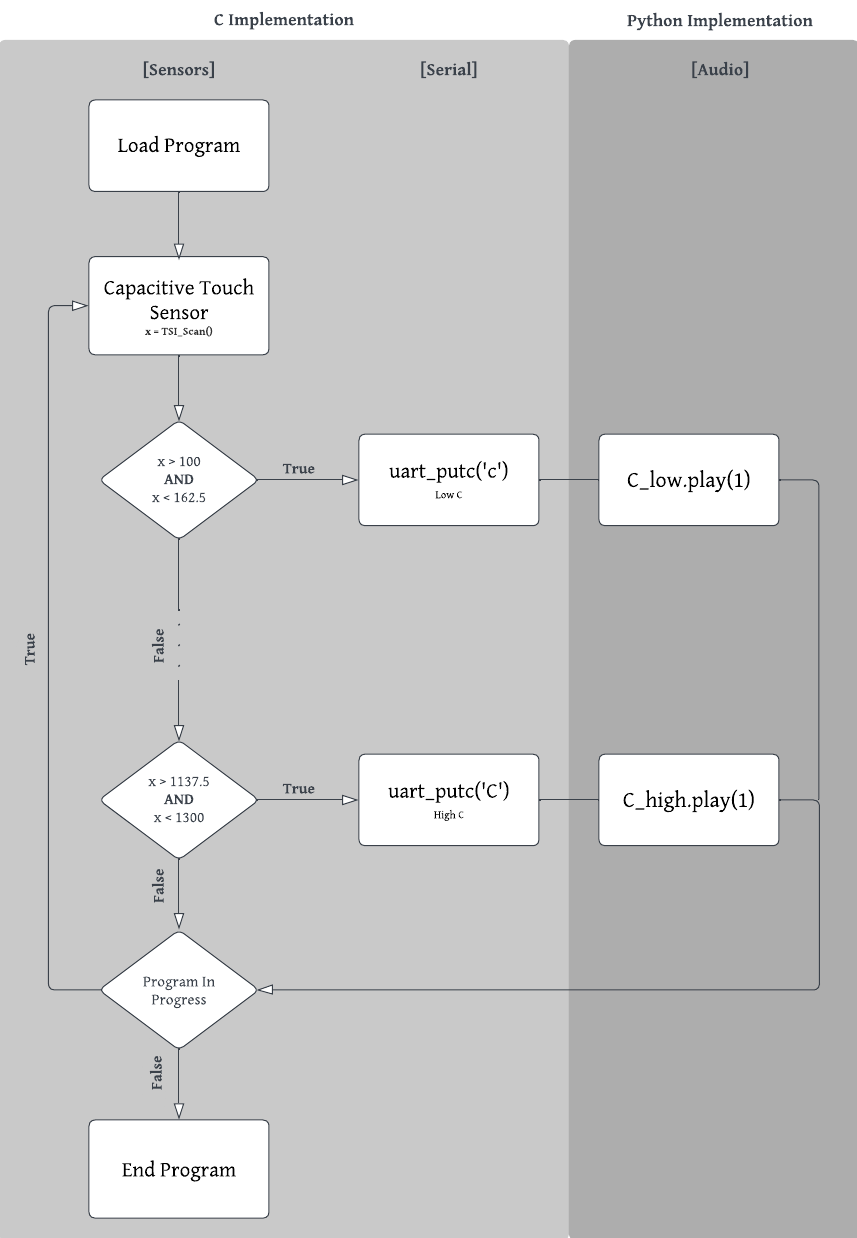 C Implementation
Python Implementation
[Sensors]
[Serial]
[Audio]
Load Program
Capacitive Touch
Sensor
x = TSI_Scan()
x > 100
AND
x < 162.5
True
uart_putc('c')
Low C
C_low.play(1)
True
False
x > 1137.5
AND
x < 1300
True
uart_putc('C')
High C
C_high.play(1)
False
Program In
Progress
False
End Program